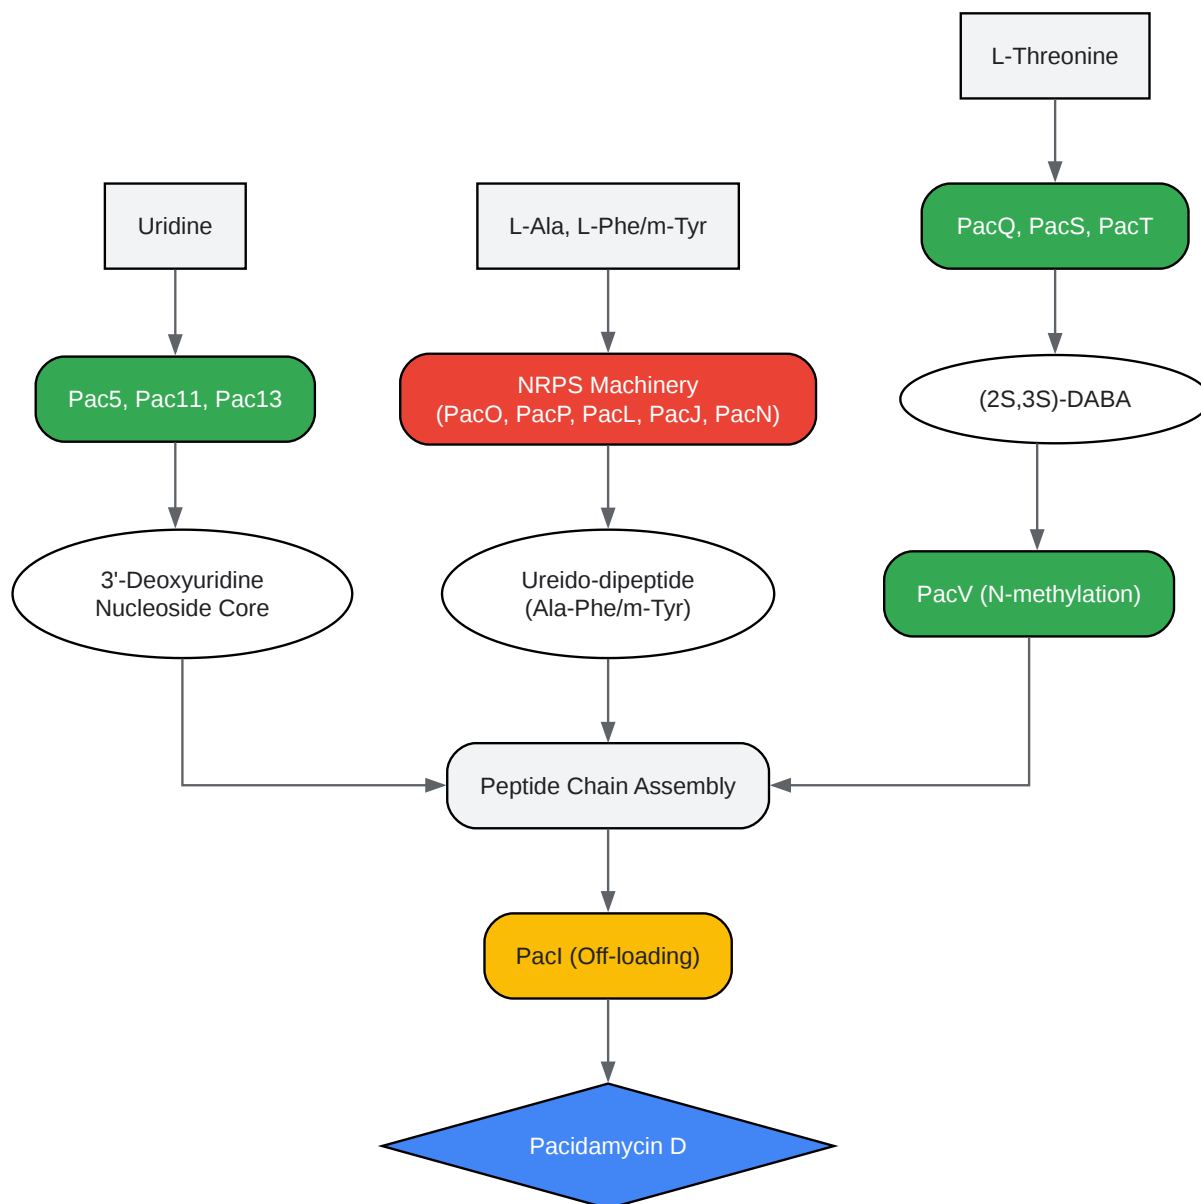 L-Threonine
Uridine
L-Ala, L-Phe/m-Tyr
PacQ, PacS, PacT
Pac5, Pac11, Pac13
NRPS Machinery
(PacO, PacP, PacL, PacJ, PacN)
(2S,3S)-DABA
3'-Deoxyuridine
Nucleoside Core
Ureido-dipeptide
(Ala-Phe/m-Tyr)
PacV (N-methylation)
Peptide Chain Assembly
PacI (Off-loading)
Pacidamycin D